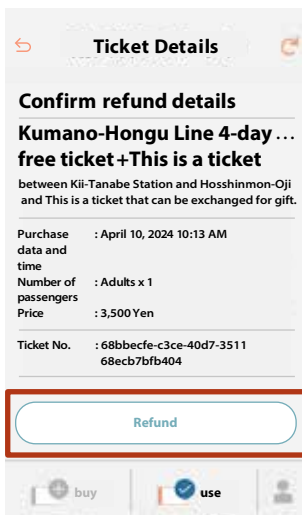 Ticket Details
Confirm refund details
Kumano-Hongu Line 4-day ...
free ticket+This is a ticket
between Kii-Tanabe Station and Hosshinmon-Oji
and This is a ticket that can be exchanged for gift.
Purchase : April 10, 2024 10:13 AM
data and
time
Number of : Adults x 1
passengers
Price : 3,500 Yen
Ticket No. : 68bbecfe-c3ce-40d7-3511
68ecb7bfb404
Refund
buy use